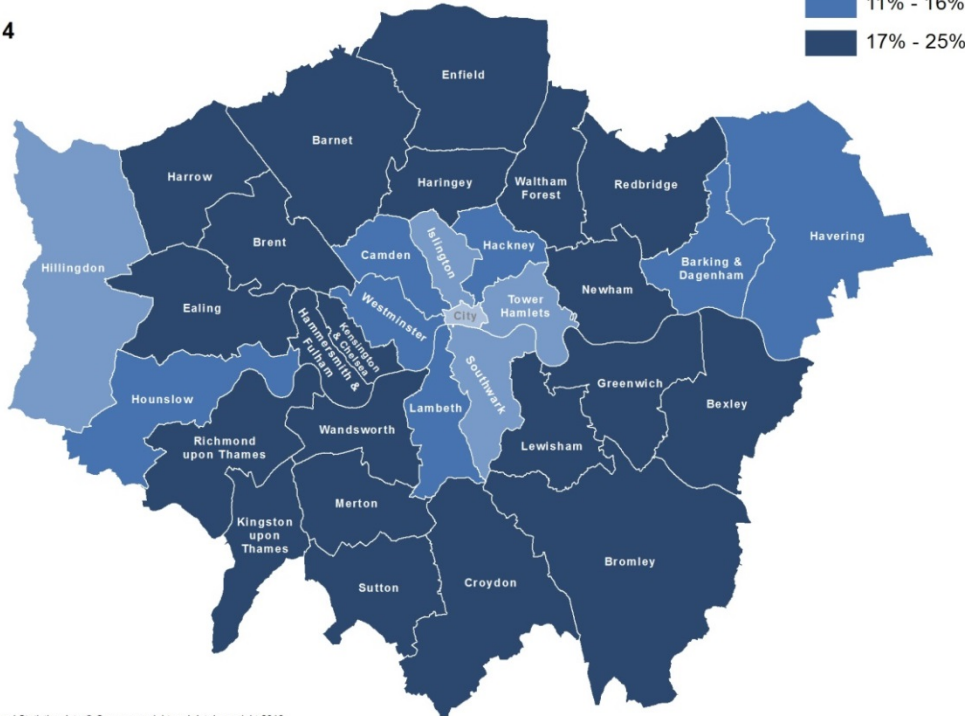 11% - 16%
4
17% - 25%
Enfield
Barnet
Harrow
Haringey
Waltham
Forest
Redbridge
Havering
Brent
Camden
Islington
Hackney
Barking &
Dagenham
Hillingdon
Ealing
Westminster
City
Tower
Hamlets
Newham
Hammersmith &
Fulham
Kensington
& Chelsea
Hounslow
Southwark
Greenwich
Bexley
Lambeth
Wandsworth
Lewisham
Richmond
upon Thames
Merton
Kingston
upon
Thames
Sutton
Croydon
Bromley